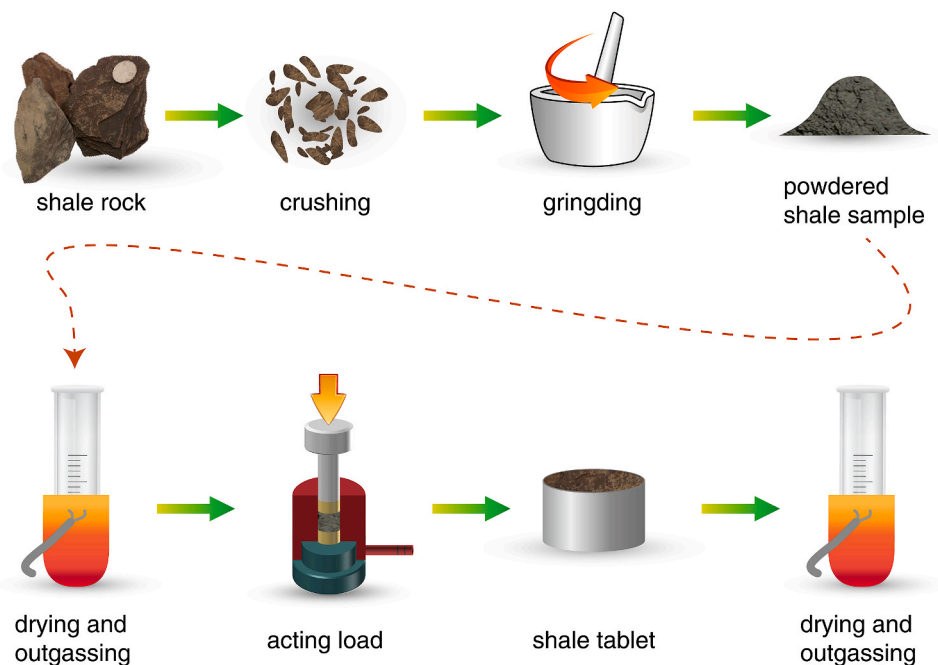 shale rock
crushing
gringding
powdered
shale sample
drying and
outgassing
acting load
shale tablet
drying and
outgassing